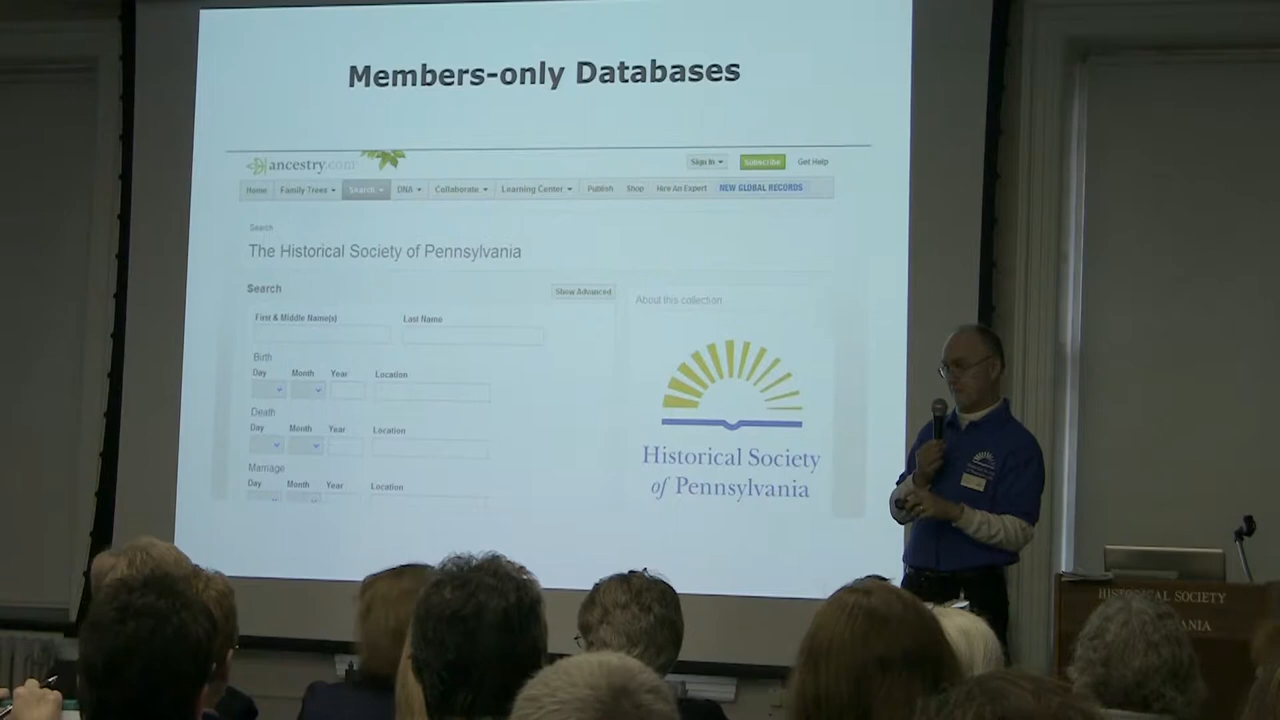 Members-only Databases
ancestry.com
Sign In Subscribe Get Help
Home Family Trees Search DNA Collaborate Learning Center Publish Shop Hire An Expert NEW GLOBAL RECORDS
Search
The Historical Society of Pennsylvania
Search Show Advanced
About this collection
First & Middle Name(s) Last Name
Birth
Day Month Year Location
Death
Day Month Year Location
Marriage
Day Month Year Location
Historical Society
of Pennsylvania
HISTORICAL SOCIETY
ANIA